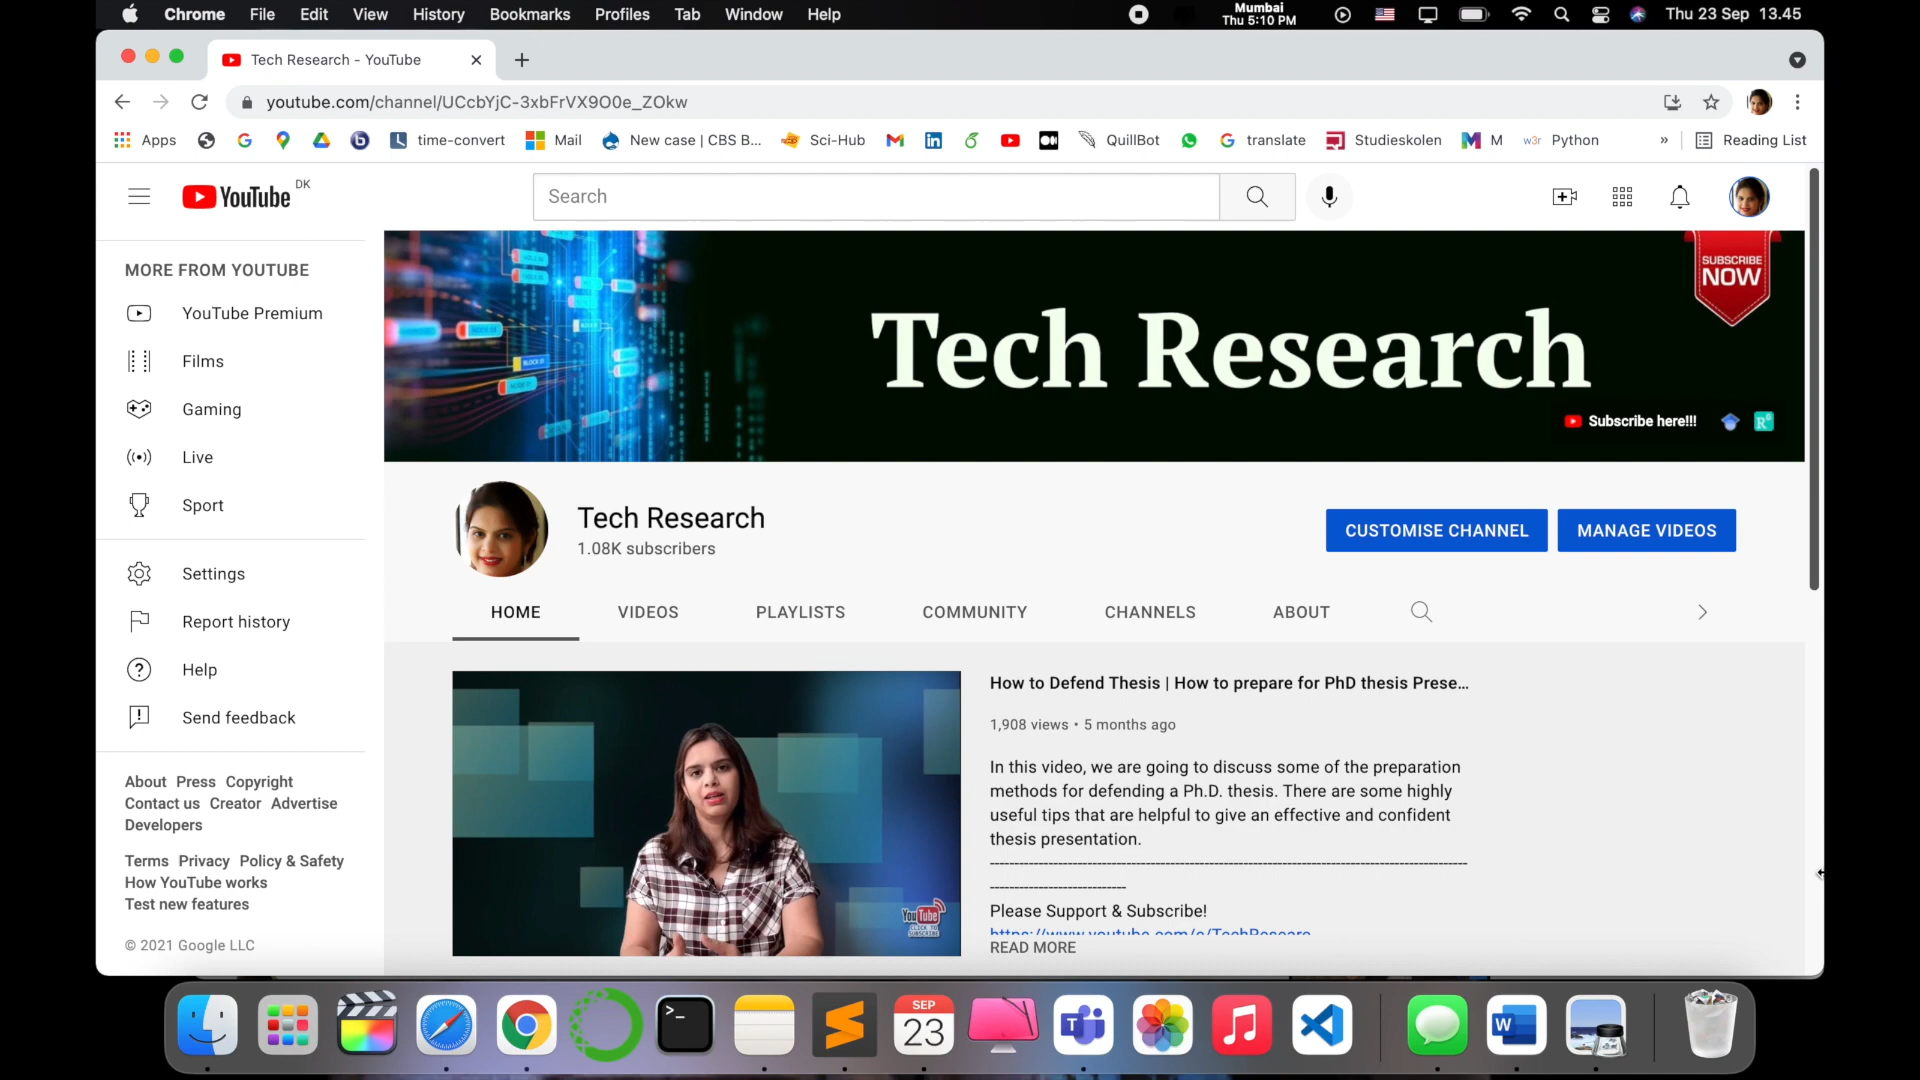 Chrome File Edit View History Bookmarks Profiles Tab Window Help
Mumbai
Thu 5:10 PM
Thu 23 Sep 13.45
Tech Research - YouTube
youtube.com/channel/UCcbYjC-3xbFrVX9O0e_ZOkw
Apps time-convert Mail New case | CBS B... Sci-Hub QuillBot translate Studieskolen M Python » Reading List
YouTube DK
Search
MORE FROM YOUTUBE
YouTube Premium
Films
Gaming
Live
Sport
Settings
Report history
Help
Send feedback
About Press Copyright
Contact us Creator Advertise
Developers
Terms Privacy Policy & Safety
How YouTube works
Test new features
© 2021 Google LLC
Tech Research
SUBSCRIBE
NOW
Subscribe here!!!
Tech Research
1.08K subscribers
CUSTOMISE CHANNEL
MANAGE VIDEOS
HOME VIDEOS PLAYLISTS COMMUNITY CHANNELS ABOUT
How to Defend Thesis | How to prepare for PhD thesis Prese...
1,908 views • 5 months ago
In this video, we are going to discuss some of the preparation
methods for defending a Ph.D. thesis. There are some highly
useful tips that are helpful to give an effective and confident
thesis presentation.
Please Support & Subscribe!
READ MORE
YouTube
SEP
23